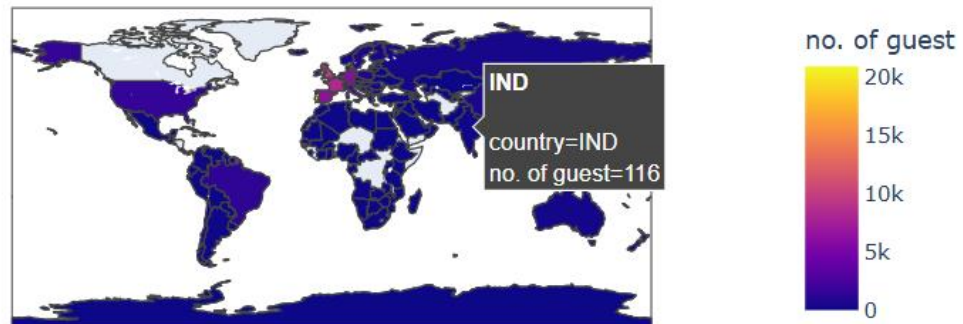 IND
country=IND
no. of guest=116
no. of guest
20k
15k
10k
5k
0